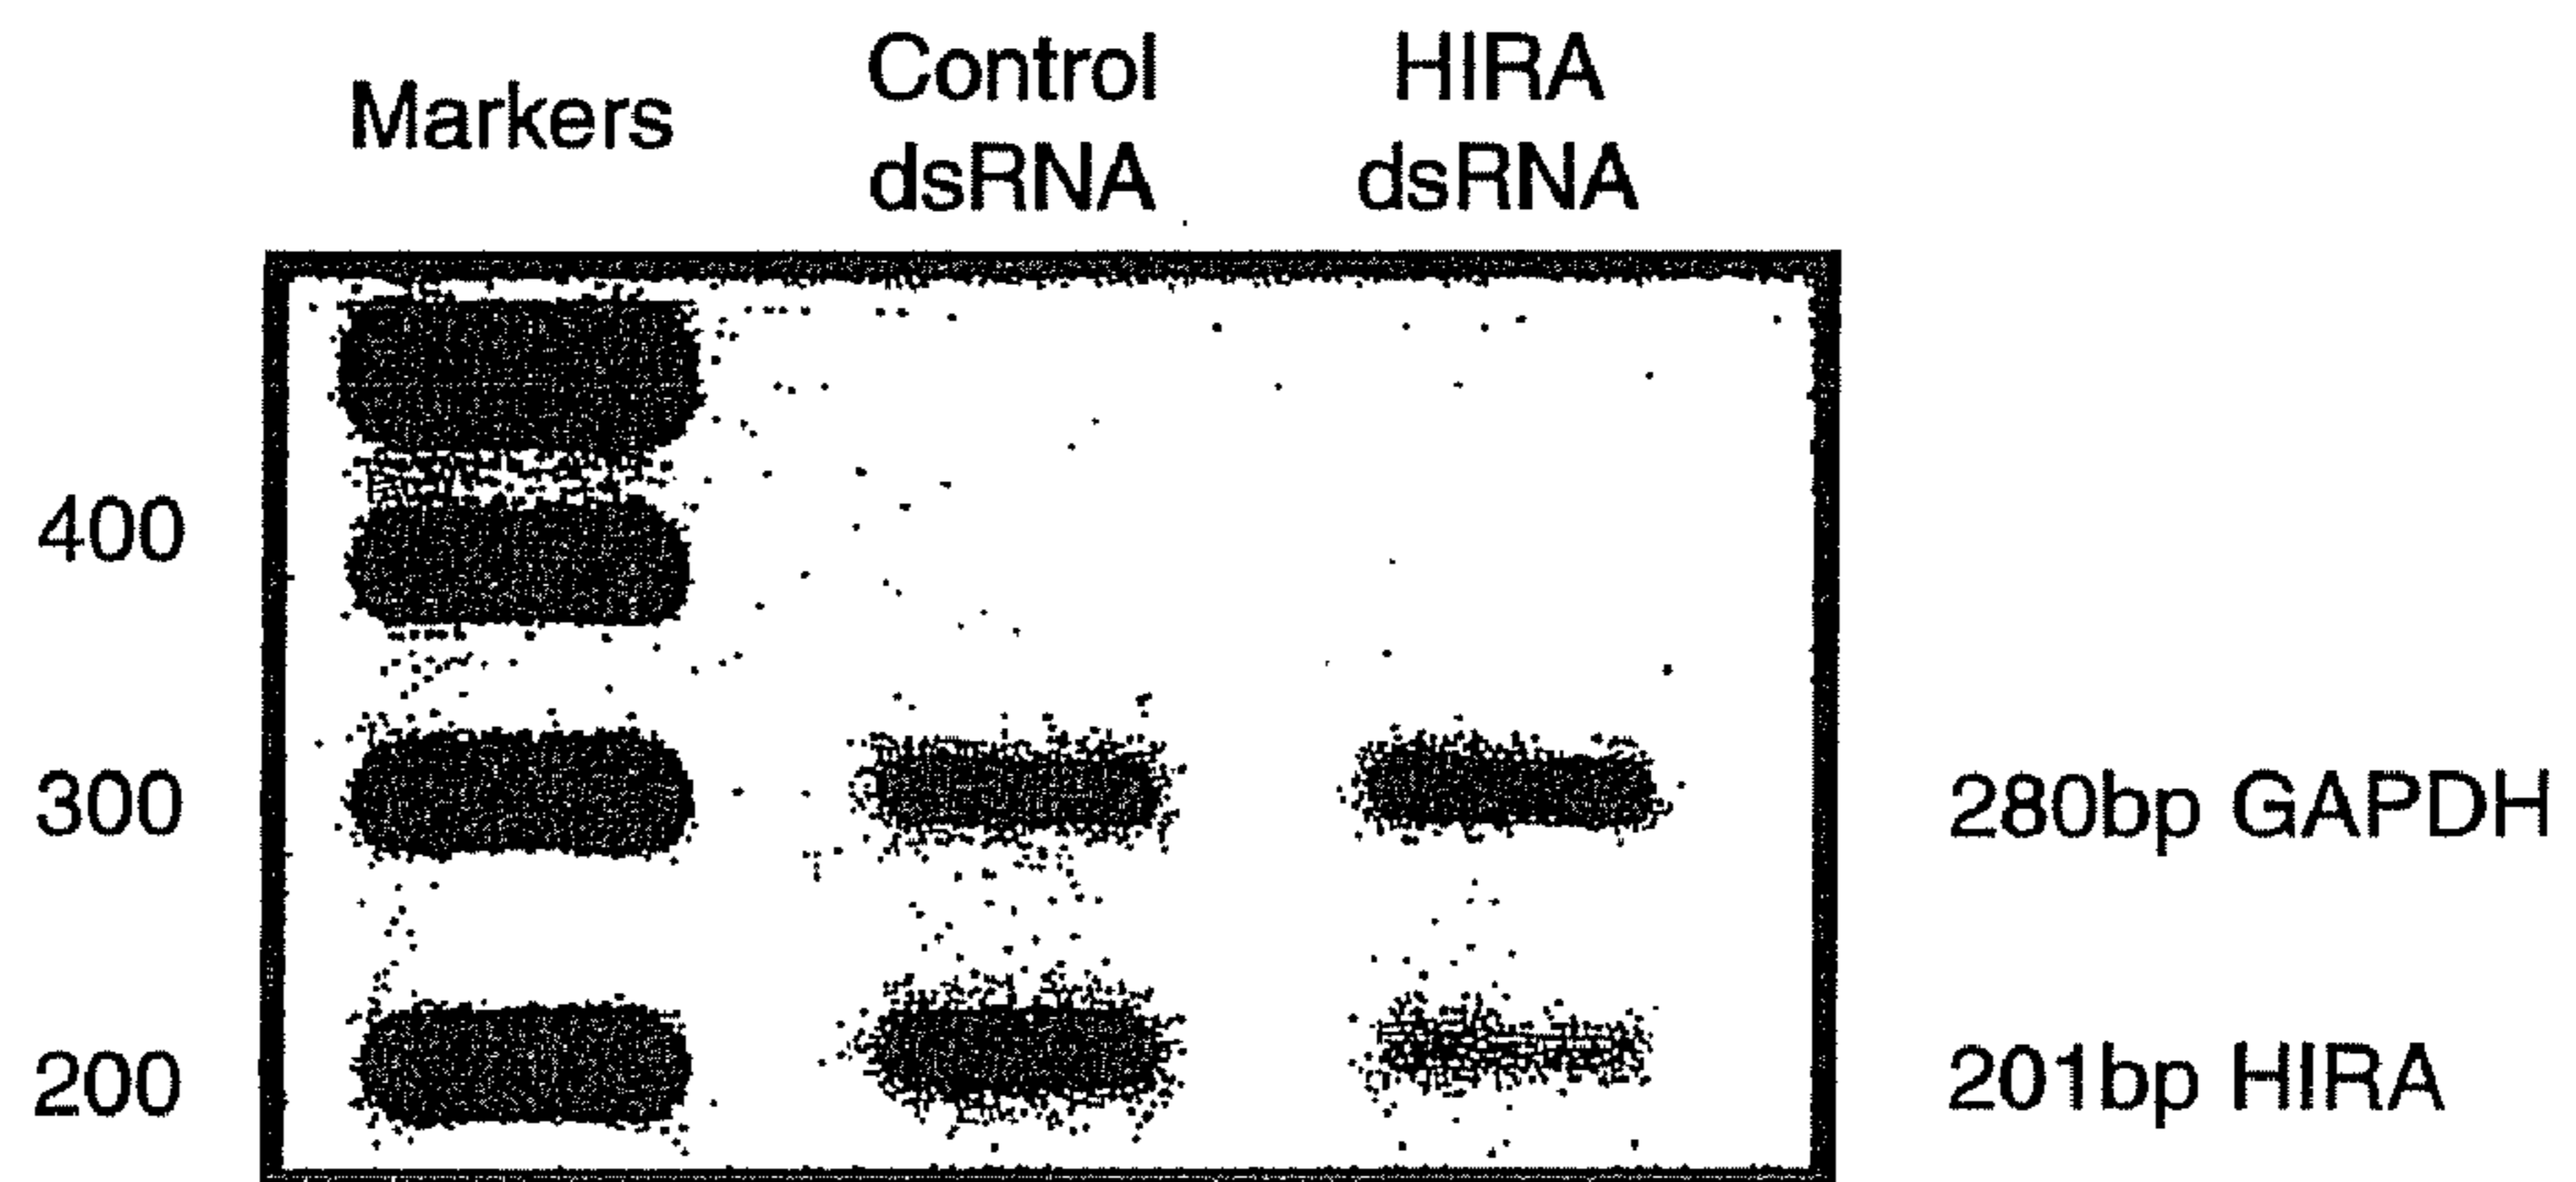 Markers
Control
dsRNA
HIRA
dsRNA
400
300
280bp GAPDH
200
201bp HIRA